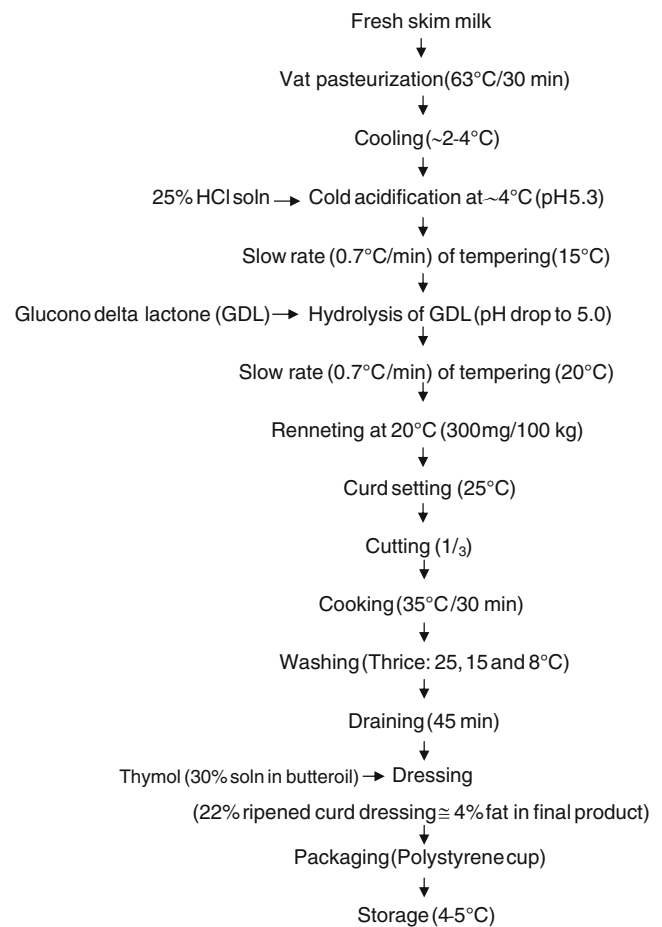 Fresh skim milk
Vat pasteurization (63°C/30 min)
Cooling (~2-4°C)
25% HCl soln → Cold acidification at ~4°C (pH 5.3)
Slow rate (0.7°C/min) of tempering (15°C)
Glucono delta lactone (GDL) → Hydrolysis of GDL (pH drop to 5.0)
Slow rate (0.7°C/min) of tempering (20°C)
Renneting at 20°C (300mg/100 kg)
Curd setting (25°C)
Cutting (1/₃)
Cooking (35°C/30 min)
Washing (Thrice: 25, 15 and 8°C)
Draining (45 min)
Thymol (30% soln in butteroil) → Dressing
(22% ripened curd dressing ≅ 4% fat in final product)
Packaging (Polystyrene cup)
Storage (4-5°C)